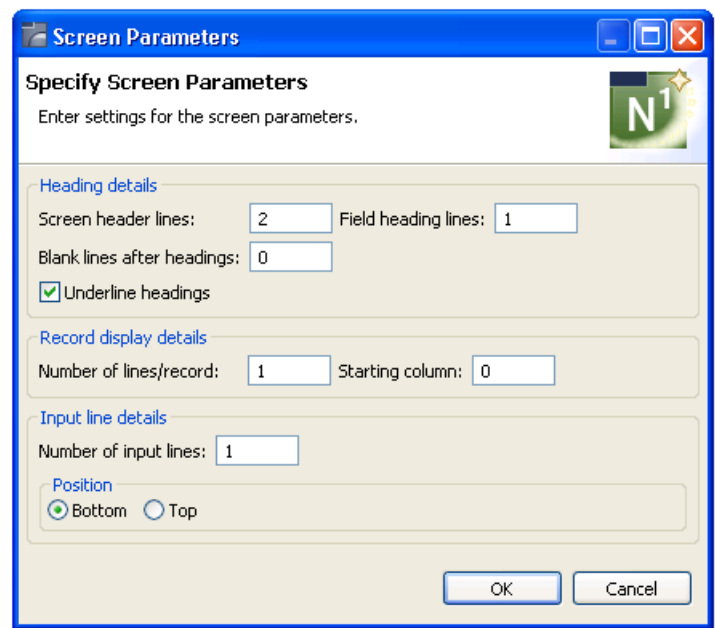 Screen Parameters
Specify Screen Parameters
Enter settings for the screen parameters.
N1
Heading details
Screen header lines: 2 Field heading lines: 1
Blank lines after headings: 0
Underline headings
Record display details
Number of lines/record: 1 Starting column: 0
Input line details
Number of input lines: 1
Position
Bottom Top
OK Cancel